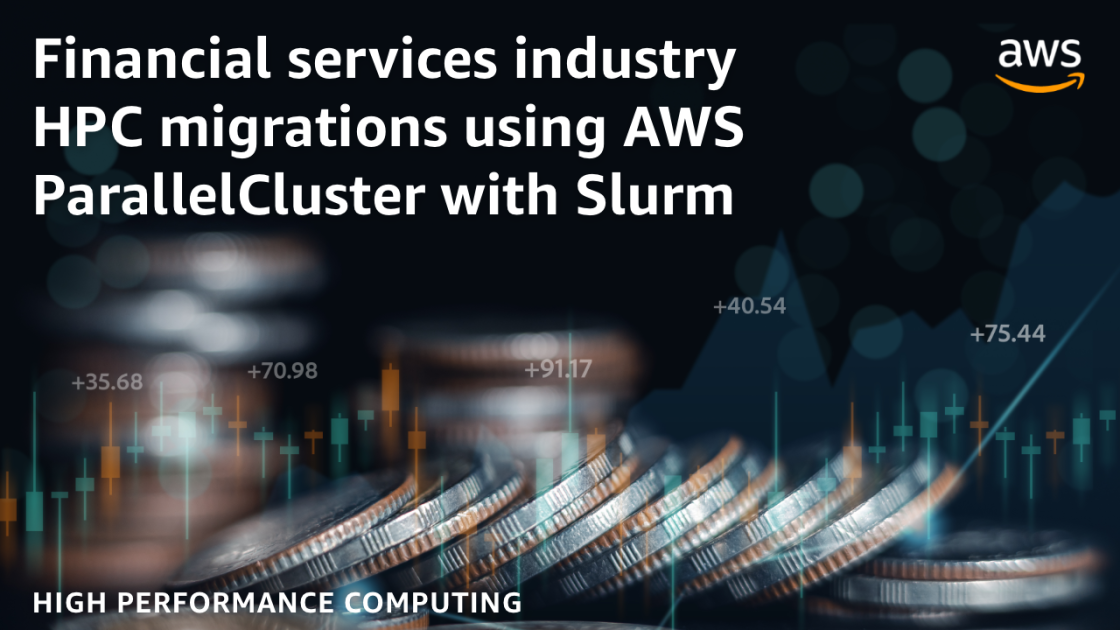 Financial services industry
HPC migrations using AWS
ParallelCluster with Slurm
aws
+40.54
+75.44
+35.68
+70.98
+91.17
HIGH PERFORMANCE COMPUTING